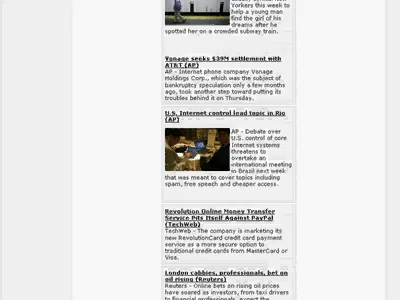 Yorkers this week to
help a young man
find the girl of his
dreams after he
spotted her on a crowded subway train.
Vonage seeks $39M settlement with
AT&T (AP)
AP - Internet phone company Vonage
Holdings Corp., which was the subject of
bankruptcy speculation only a few months
ago, took another step toward putting its
troubles behind it on Thursday.
U.S. Internet control lead topic in Rio
(AP)
AP - Debate over
U.S. control of core
Internet systems
threatens to
overtake an
international meeting
in Brazil next week
that was meant to cover topics including
spam, free speech and cheaper access.
Revolution Online Money Transfer
Service Pits Itself Against PayPal
(TechWeb)
TechWeb - The company is marketing its
new RevolutionCard credit card payment
service as a more secure option to
traditional credit cards from MasterCard or
Visa.
London cabbies, professionals, bet on
oil rising (Reuters)
Reuters - Online bets on rising oil prices
have soared as investors, from taxi drivers
to financial professionals, expect the